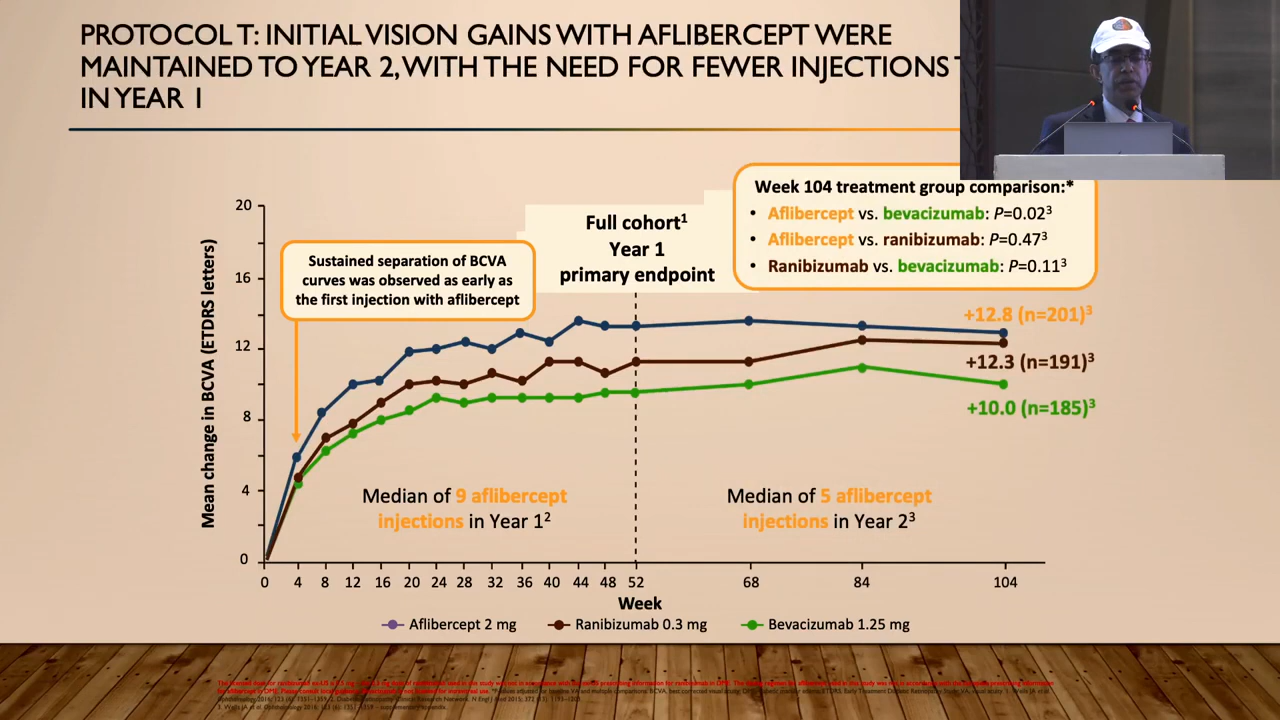 PROTOCOL T: INITIAL VISION GAINS WITH AFLIBERCEPT WERE
MAINTAINED TO YEAR 2, WITH THE NEED FOR FEWER INJECTIONS
IN YEAR 1
Week 104 treatment group comparison:*
• Aflibercept vs. bevacizumab: P=0.02³
• Aflibercept vs. ranibizumab: P=0.47³
• Ranibizumab vs. bevacizumab: P=0.11³
Full cohort¹
Year 1
primary endpoint
Sustained separation of BCVA
curves was observed as early as
the first injection with aflibercept
Mean change in BCVA (ETDRS letters)
20
16
12
8
4
0
+12.8 (n=201)³
+12.3 (n=191)³
+10.0 (n=185)³
Median of 9 aflibercept
injections in Year 1²
Median of 5 aflibercept
injections in Year 2³
0 4 8 12 16 20 24 28 32 36 40 44 48 52 68 84 104
Week
Aflibercept 2 mg Ranibizumab 0.3 mg Bevacizumab 1.25 mg